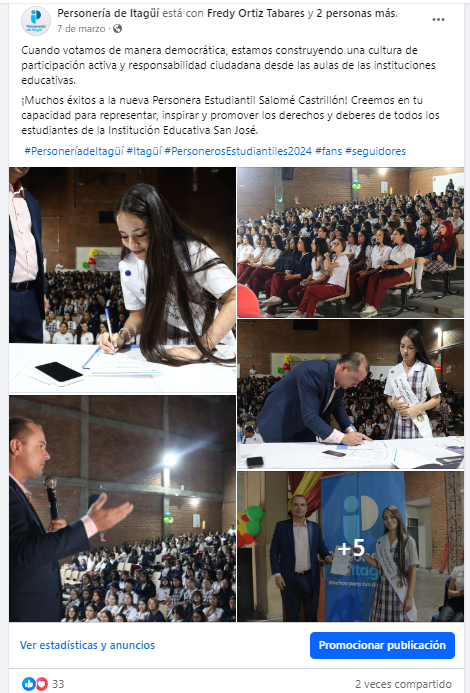 Personería de Itagüí está con Fredy Ortiz Tabares y 2 personas más.
7 de marzo ·
Cuando votamos de manera democrática, estamos construyendo una cultura de
participación activa y responsabilidad ciudadana desde las aulas de las instituciones
educativas.
¡Muchos éxitos a la nueva Personera Estudiantil Salomé Castrillón! Creemos en tu
capacidad para representar, inspirar y promover los derechos y deberes de todos los
estudiantes de la Institución Educativa San José.
#PersoneríadeItagüí #Itagüí #PersonerosEstudiantiles2024 #fans #seguidores
+5
Ver estadísticas y anuncios
Promocionar publicación
33
2 veces compartido